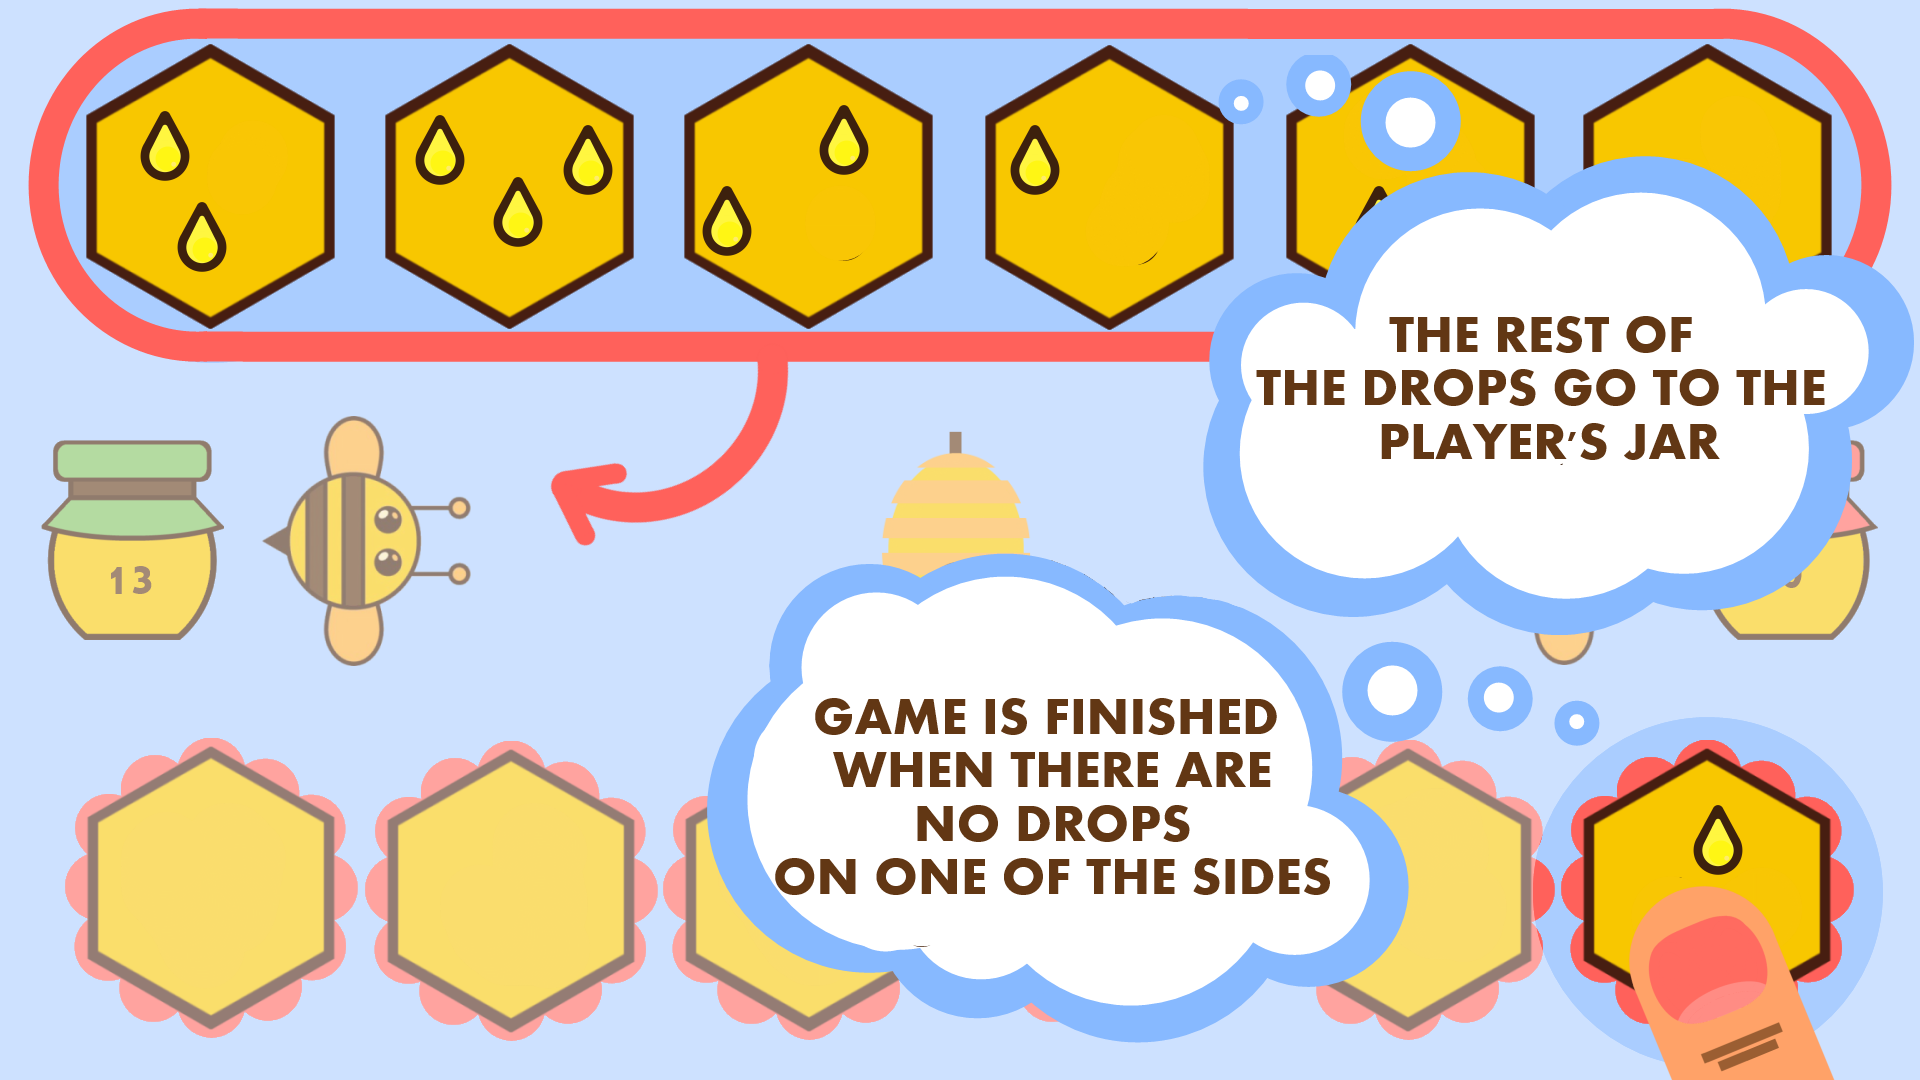 THE REST OF
THE DROPS GO TO THE
PLAYER'S JAR
13
GAME IS FINISHED
WHEN THERE ARE
NO DROPS
ON ONE OF THE SIDES